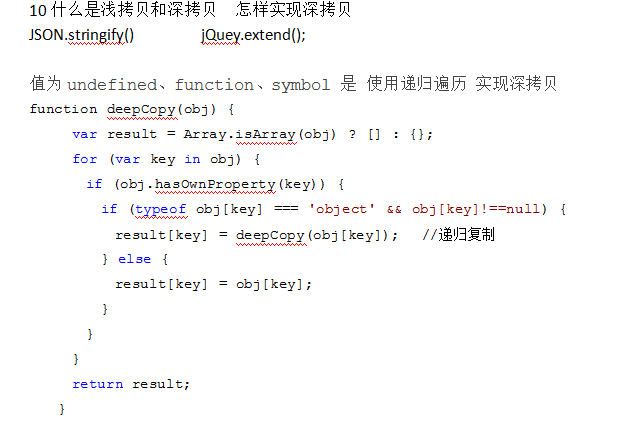 10 什么是浅拷贝和深拷贝    怎样实现深拷贝
JSON.stringify()    jQuey.extend();
值为 undefined、function、symbol 是 使用递归遍历 实现深拷贝
function deepCopy(obj) {
var result = Array.isArray(obj) ? [] : {};
for (var key in obj) {
if (obj.hasOwnProperty(key)) {
if (typeof obj[key] === 'object' && obj[key]!==null) {
result[key] = deepCopy(obj[key]);   //递归复制
} else {
result[key] = obj[key];
}
}
}
return result;
}